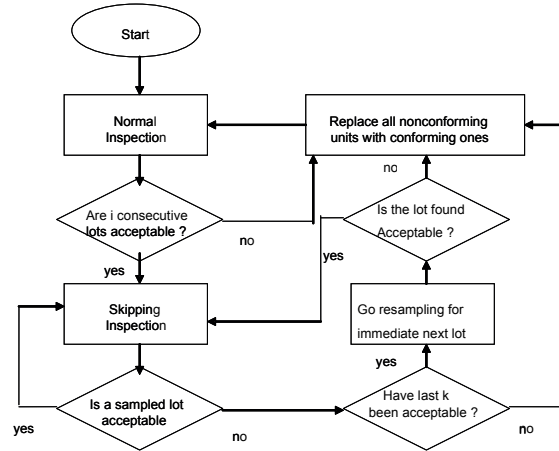 Start
Normal
Inspection
Replace all nonconforming
units with conforming ones
no
Are i consecutive
lots acceptable ?
Is the lot found
Acceptable ?
no
yes
yes
Skipping
Inspection
Go resampling for
immediate next lot
yes
Is a sampled lot
acceptable
Have last k
been acceptable ?
yes
no
no